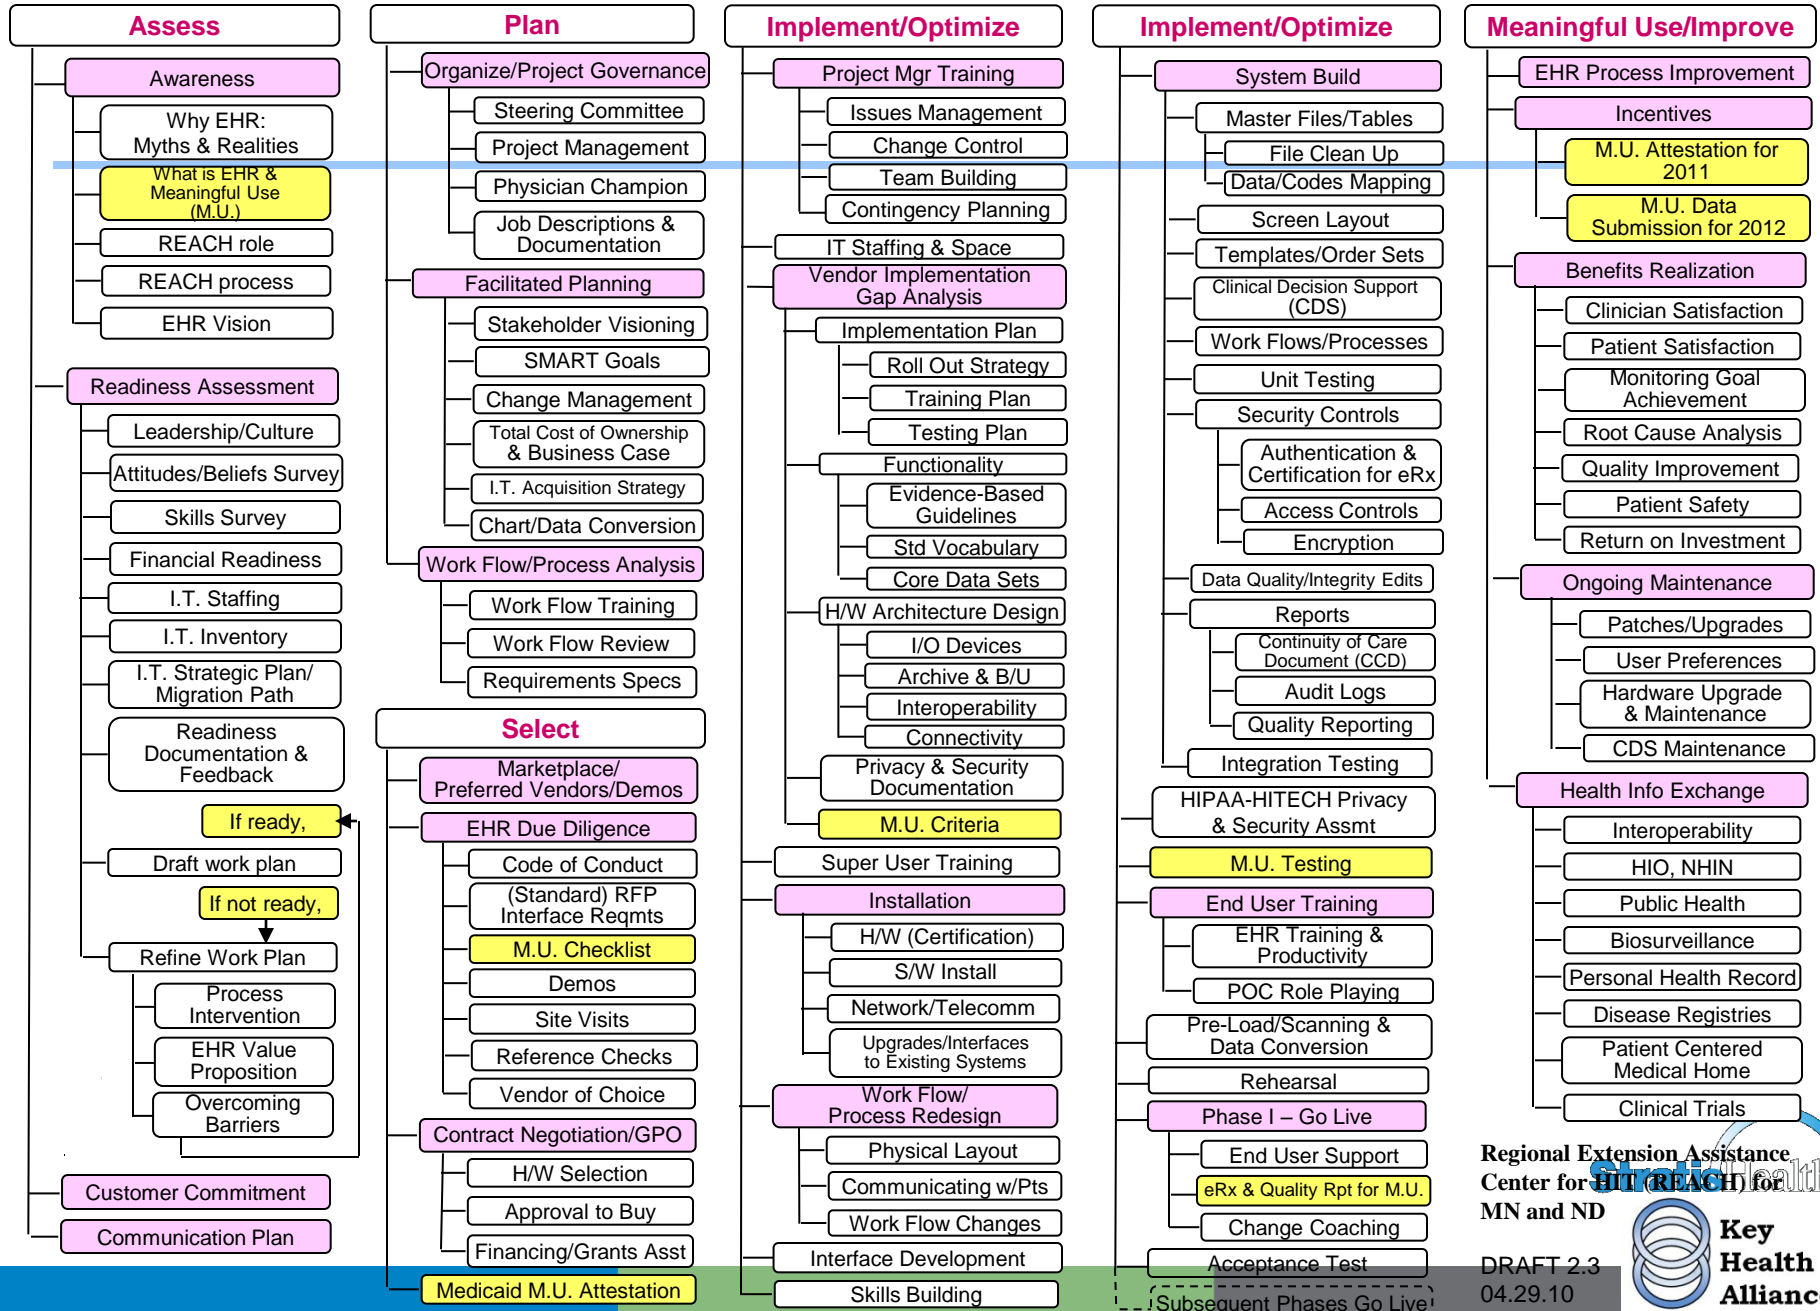 Assess
Awareness
Why EHR:
Myths & Realities
What is EHR &
Meaningful Use
(M.U.)
REACH role
REACH process
EHR Vision
Readiness Assessment
Leadership/Culture
Attitudes/Beliefs Survey
Skills Survey
Financial Readiness
I.T. Staffing
I.T. Inventory
I.T. Strategic Plan/
Migration Path
Readiness
Documentation &
Feedback
If ready,
Draft work plan
If not ready,
Refine Work Plan
Process
Intervention
EHR Value
Proposition
Overcoming
Barriers
Customer Commitment
Communication Plan
Plan
Organize/Project Governance
Steering Committee
Project Management
Physician Champion
Job Descriptions &
Documentation
Facilitated Planning
Stakeholder Visioning
SMART Goals
Change Management
Total Cost of Ownership
& Business Case
I.T. Acquisition Strategy
Chart/Data Conversion
Work Flow/Process Analysis
Work Flow Training
Work Flow Review
Requirements Specs
Select
Marketplace/
Preferred Vendors/Demos
EHR Due Diligence
Code of Conduct
(Standard) RFP
Interface Reqmts
M.U. Checklist
Demos
Site Visits
Reference Checks
Vendor of Choice
Contract Negotiation/GPO
H/W Selection
Approval to Buy
Financing/Grants Asst
Medicaid M.U. Attestation
Implement/Optimize
Project Mgr Training
Issues Management
Change Control
Team Building
Contingency Planning
IT Staffing & Space
Vendor Implementation
Gap Analysis
Implementation Plan
Roll Out Strategy
Training Plan
Testing Plan
Functionality
Evidence-Based
Guidelines
Std Vocabulary
Core Data Sets
H/W Architecture Design
I/O Devices
Archive & B/U
Interoperability
Connectivity
Privacy & Security
Documentation
M.U. Criteria
Super User Training
Installation
H/W (Certification)
S/W Install
Network/Telecomm
Upgrades/Interfaces
to Existing Systems
Work Flow/
Process Redesign
Physical Layout
Communicating w/Pts
Work Flow Changes
Interface Development
Skills Building
Implement/Optimize
System Build
Master Files/Tables
File Clean Up
Data/Codes Mapping
Screen Layout
Templates/Order Sets
Clinical Decision Support
(CDS)
Work Flows/Processes
Unit Testing
Security Controls
Authentication &
Certification for eRx
Access Controls
Encryption
Data Quality/Integrity Edits
Reports
Continuity of Care
Document (CCD)
Audit Logs
Quality Reporting
Integration Testing
HIPAA-HITECH Privacy
& Security Assmt
M.U. Testing
End User Training
EHR Training &
Productivity
POC Role Playing
Pre-Load/Scanning &
Data Conversion
Rehearsal
Phase I – Go Live
End User Support
eRx & Quality Rpt for M.U.
Change Coaching
Acceptance Test
Subsequent Phases Go Live
Meaningful Use/Improve
EHR Process Improvement
Incentives
M.U. Attestation for
2011
M.U. Data
Submission for 2012
Benefits Realization
Clinician Satisfaction
Patient Satisfaction
Monitoring Goal
Achievement
Root Cause Analysis
Quality Improvement
Patient Safety
Return on Investment
Ongoing Maintenance
Patches/Upgrades
User Preferences
Hardware Upgrade
& Maintenance
CDS Maintenance
Health Info Exchange
Interoperability
HIO, NHIN
Public Health
Biosurveillance
Personal Health Record
Disease Registries
Patient Centered
Medical Home
Clinical Trials
Regional Extension Assistance
Center for HIT (REACH) for
MN and ND
DRAFT 2.3
04.29.10
Key
Health
Allianc